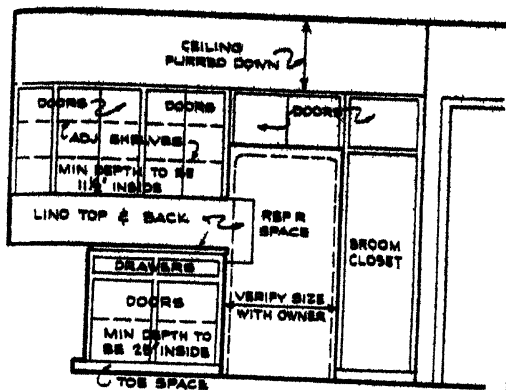 CEILING
FURRED DOWN
DOORS
DOORS
DOORS
ADJ SHELVES
MIN DEPTH TO BE
11½" INSIDE
LINO TOP & BACK
REF'R
SPACE
BROOM
CLOSET
DRAWERS
DOORS
VERIFY SIZE
WITH OWNER
MIN DEPTH TO
BE 25" INSIDE
TOE SPACE